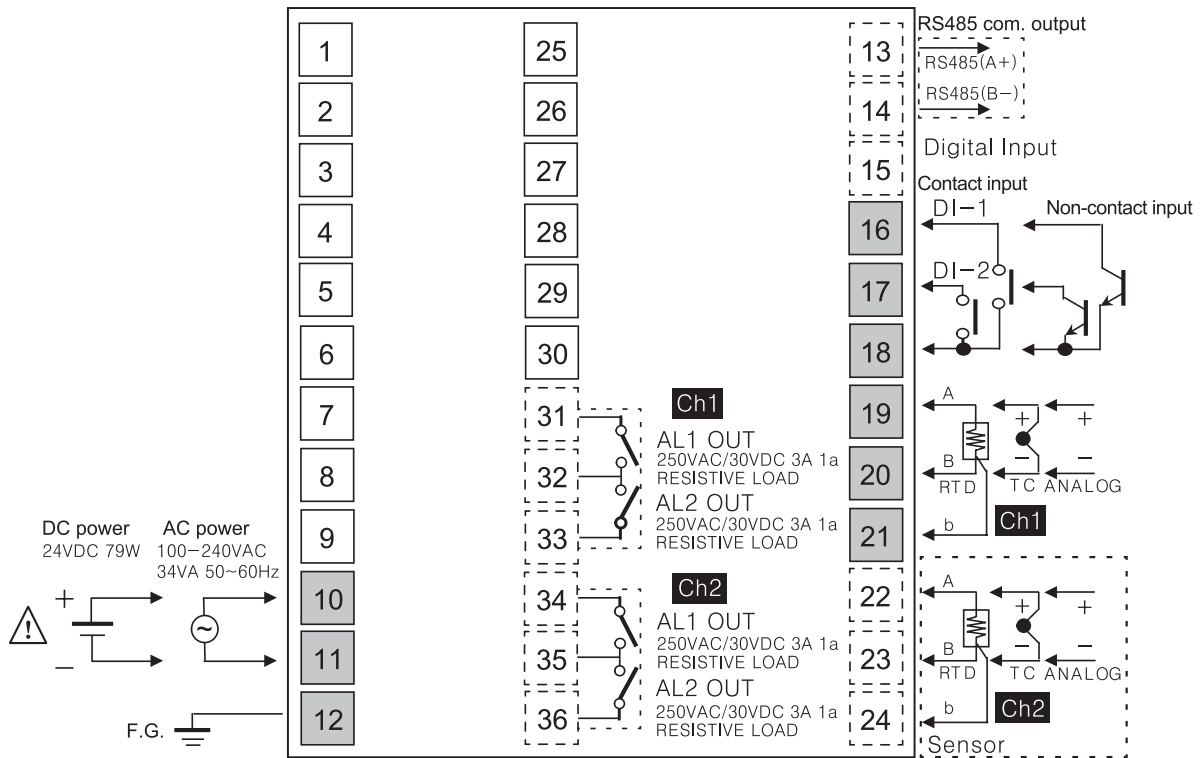 1
2
3
4
5
6
7
8
9
DC power
24VDC 79W
AC power
100−240VAC
34VA 50~60Hz
+
−
~
10
11
12
F.G.
25
26
27
28
29
30
31
32
33
34
35
36
Ch1
AL1 OUT
250VAC/30VDC 3A 1a
RESISTIVE LOAD
AL2 OUT
250VAC/30VDC 3A 1a
RESISTIVE LOAD
Ch2
AL1 OUT
250VAC/30VDC 3A 1a
RESISTIVE LOAD
AL2 OUT
250VAC/30VDC 3A 1a
RESISTIVE LOAD
13
14
15
16
17
18
19
20
21
22
23
24
RS485 com. output
RS485(A+)
RS485(B−)
Digital Input
Contact input
Non-contact input
DI−1
DI−2
A
+ +
− −
B
RTD TC ANALOG
b
Ch1
A
+ +
− −
B
RTD TC ANALOG
b
Ch2
Sensor